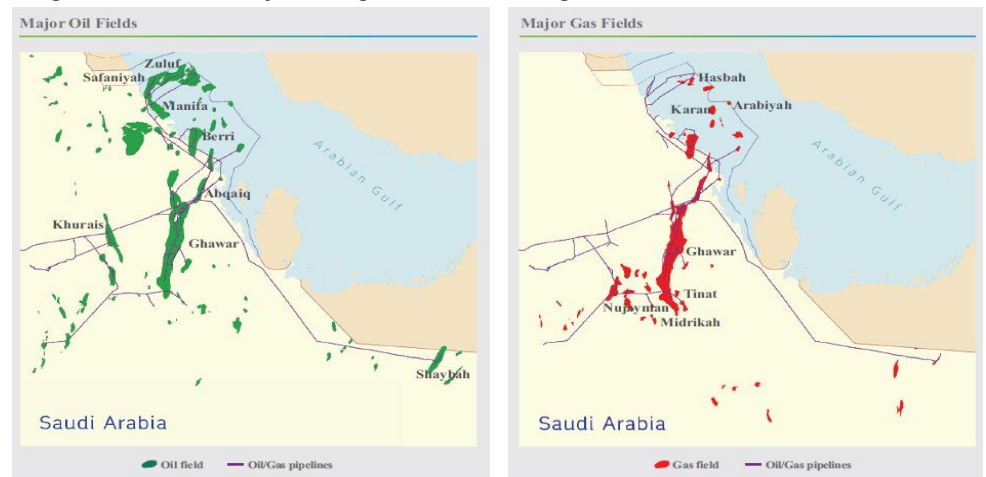 Major Oil Fields
Zuluf
Safaniyah
Manifa
Berri
Arabian Gulf
Abqaiq
Khurais
Ghawar
Shaybah
Saudi Arabia
Oil field
Oil/Gas pipelines
Major Gas Fields
Hasbah
Karan
Arabiyah
Arabian Gulf
Ghawar
Tinat
Nujayman
Midrikah
Saudi Arabia
Gas field
Oil/Gas pipelines